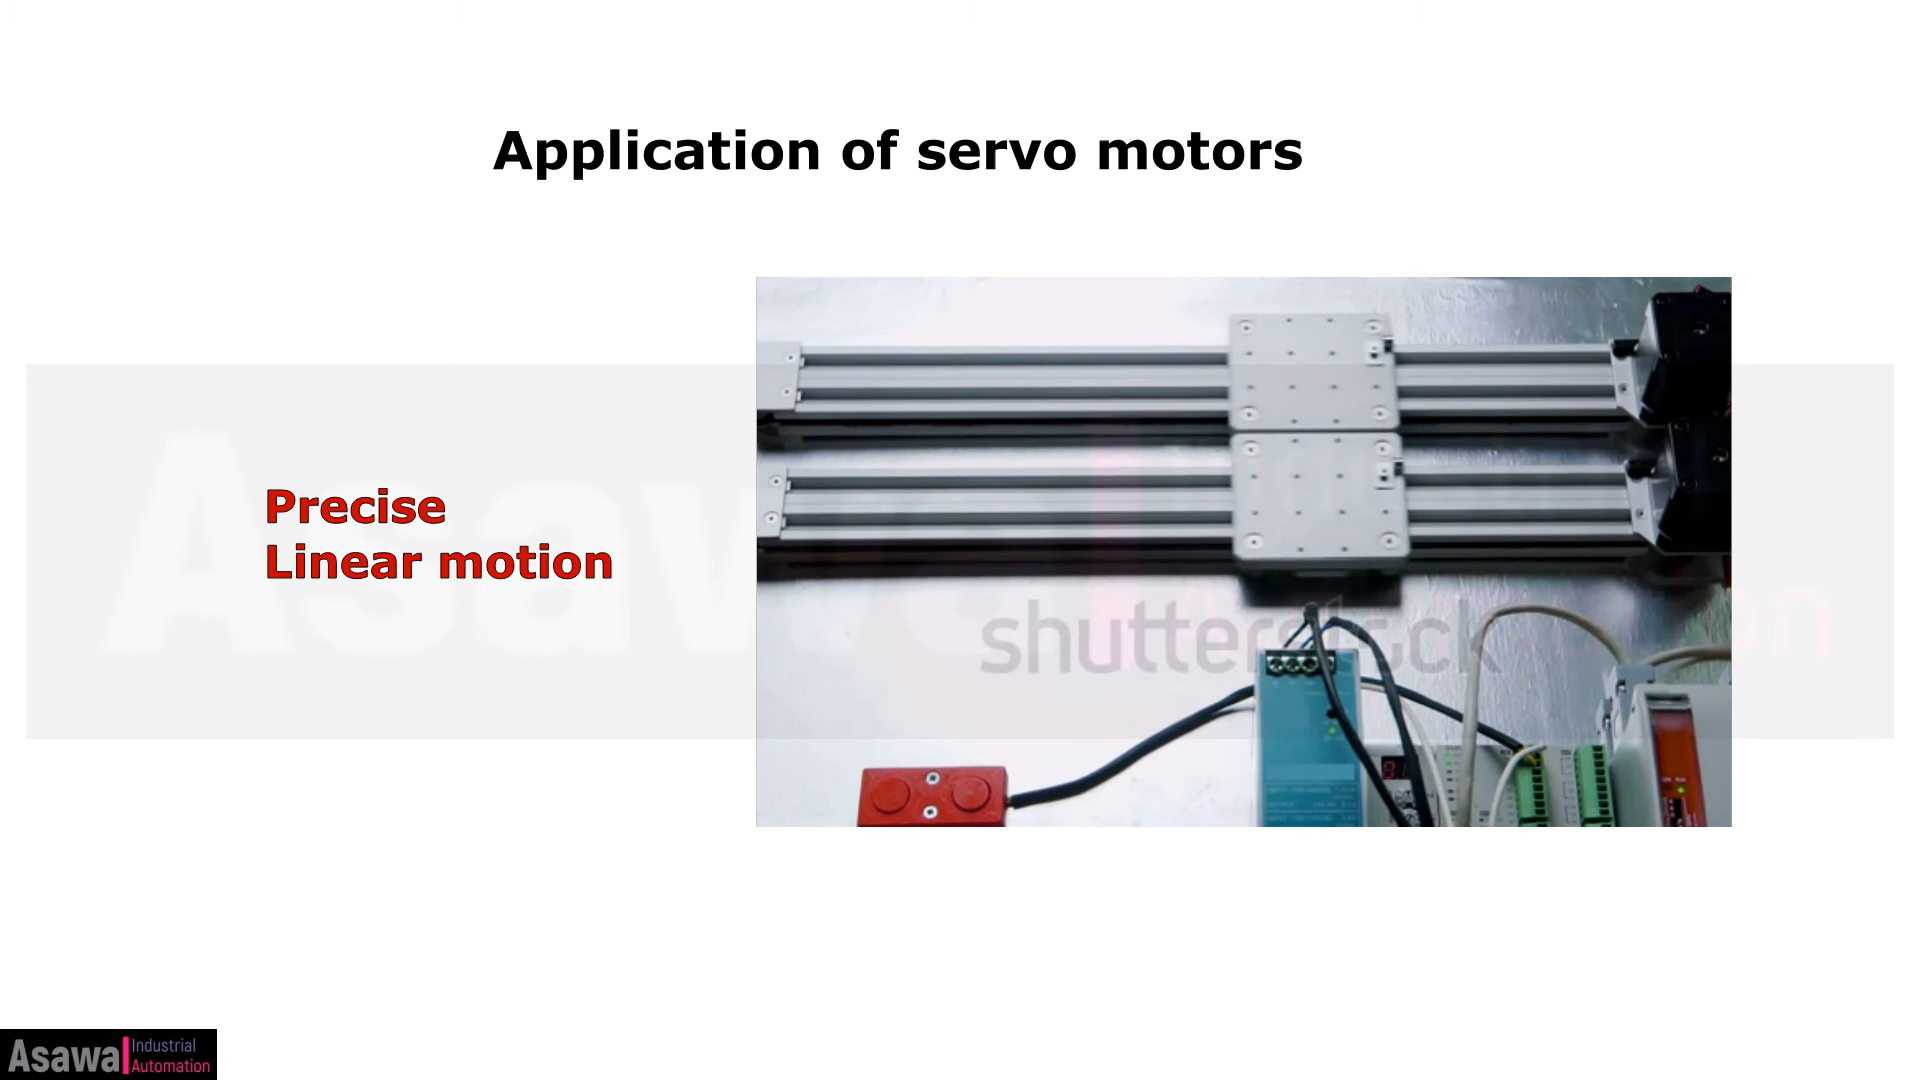 Application of servo motors
Precise
Linear motion
shutterstock
Asawa
Industrial
Automation